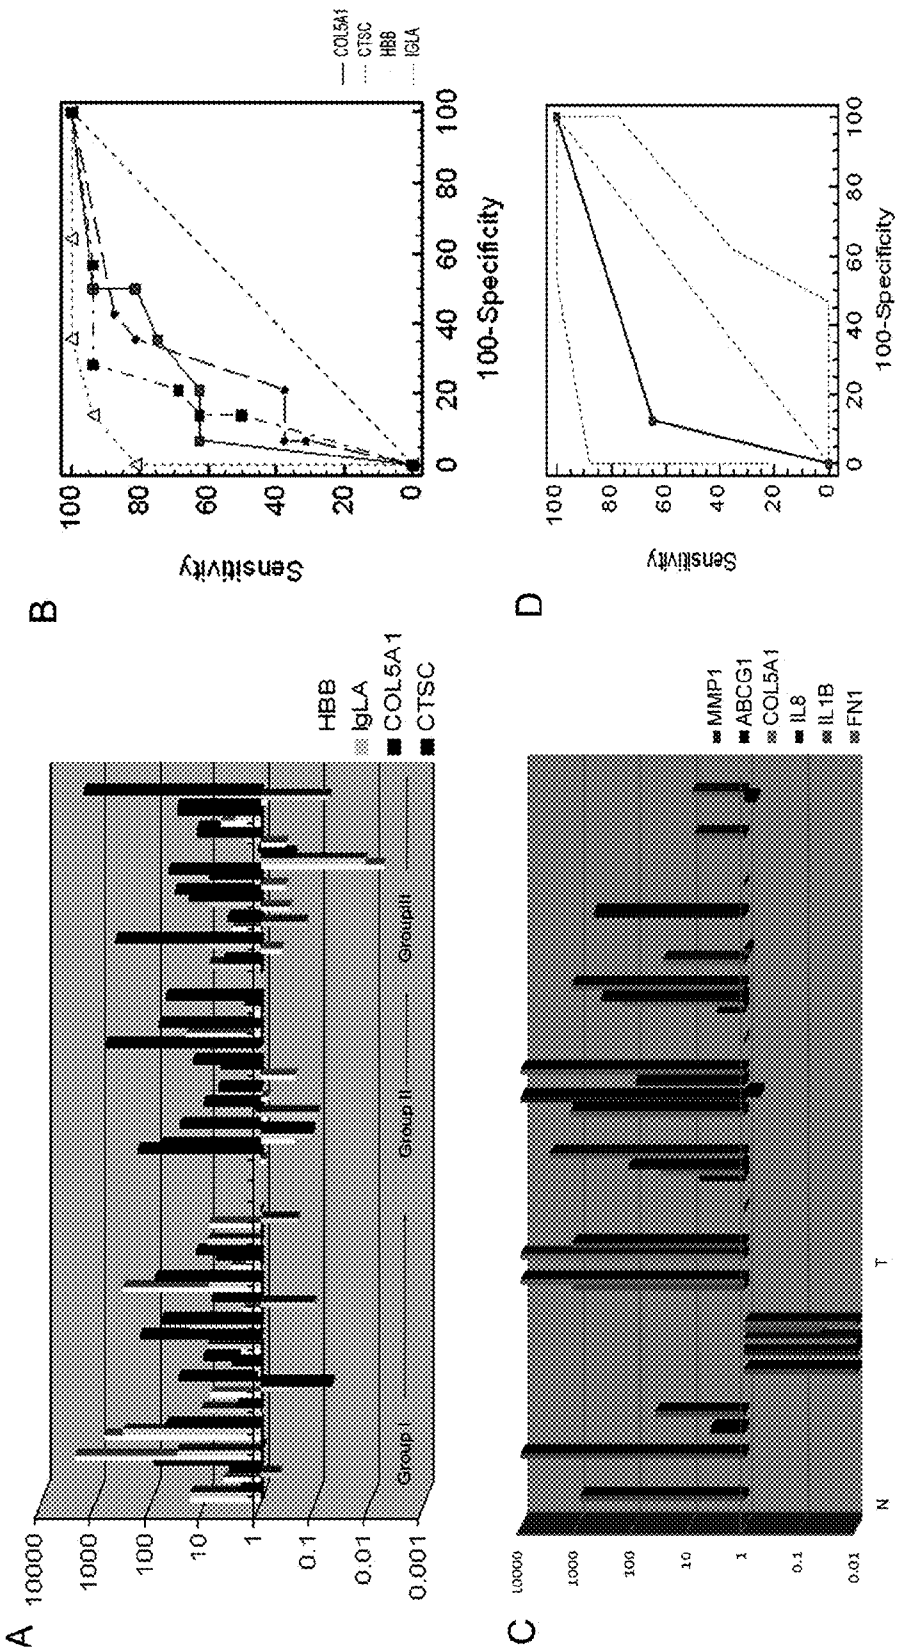 A
10000
1000
100
10
1
0.1
0.01
0.001
Group I
Group II
Group III
HBB
IgLA
COL5A1
CTSC
B
Sensitivity
100
80
60
40
20
0
0
20
40
60
80
100
100-Specificity
COL5A1
CTSC
HBB
IGLA
C
10000
1000
100
10
1
0.1
0.01
N
T
MMP1
ABCG1
COL5A1
IL8
IL1B
FN1
D
Sensitivity
100
80
60
40
20
0
0
20
40
60
80
100
100-Specificity